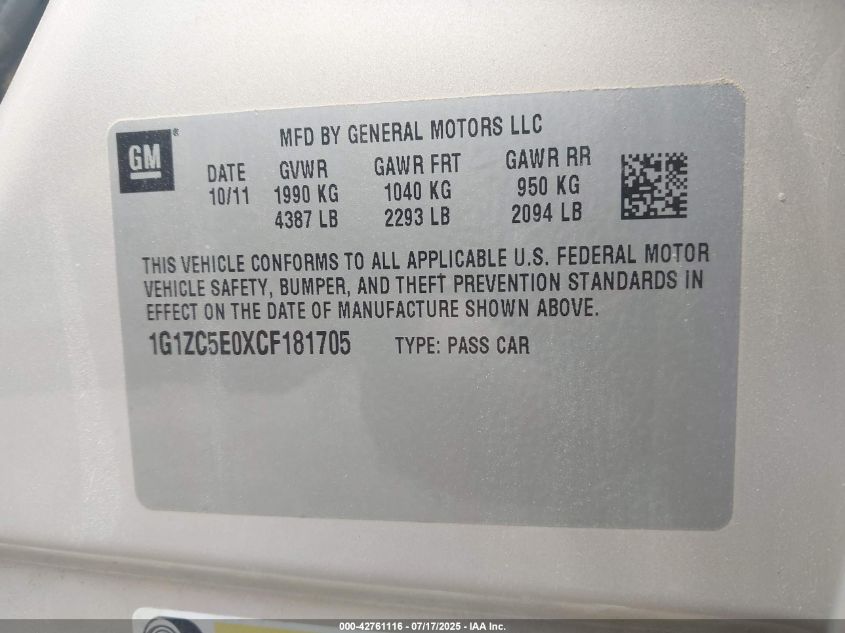 GM®
MFD BY GENERAL MOTORS LLC
DATE GVWR GAWR FRT GAWR RR
10/11 1990 KG 1040 KG 950 KG
4387 LB 2293 LB 2094 LB
THIS VEHICLE CONFORMS TO ALL APPLICABLE U.S. FEDERAL MOTOR
VEHICLE SAFETY, BUMPER, AND THEFT PREVENTION STANDARDS IN
EFFECT ON THE DATE OF MANUFACTURE SHOWN ABOVE.
1G1ZC5E0XCF181705 TYPE: PASS CAR
000-42761116 - 07/17/2025 - IAA Inc.